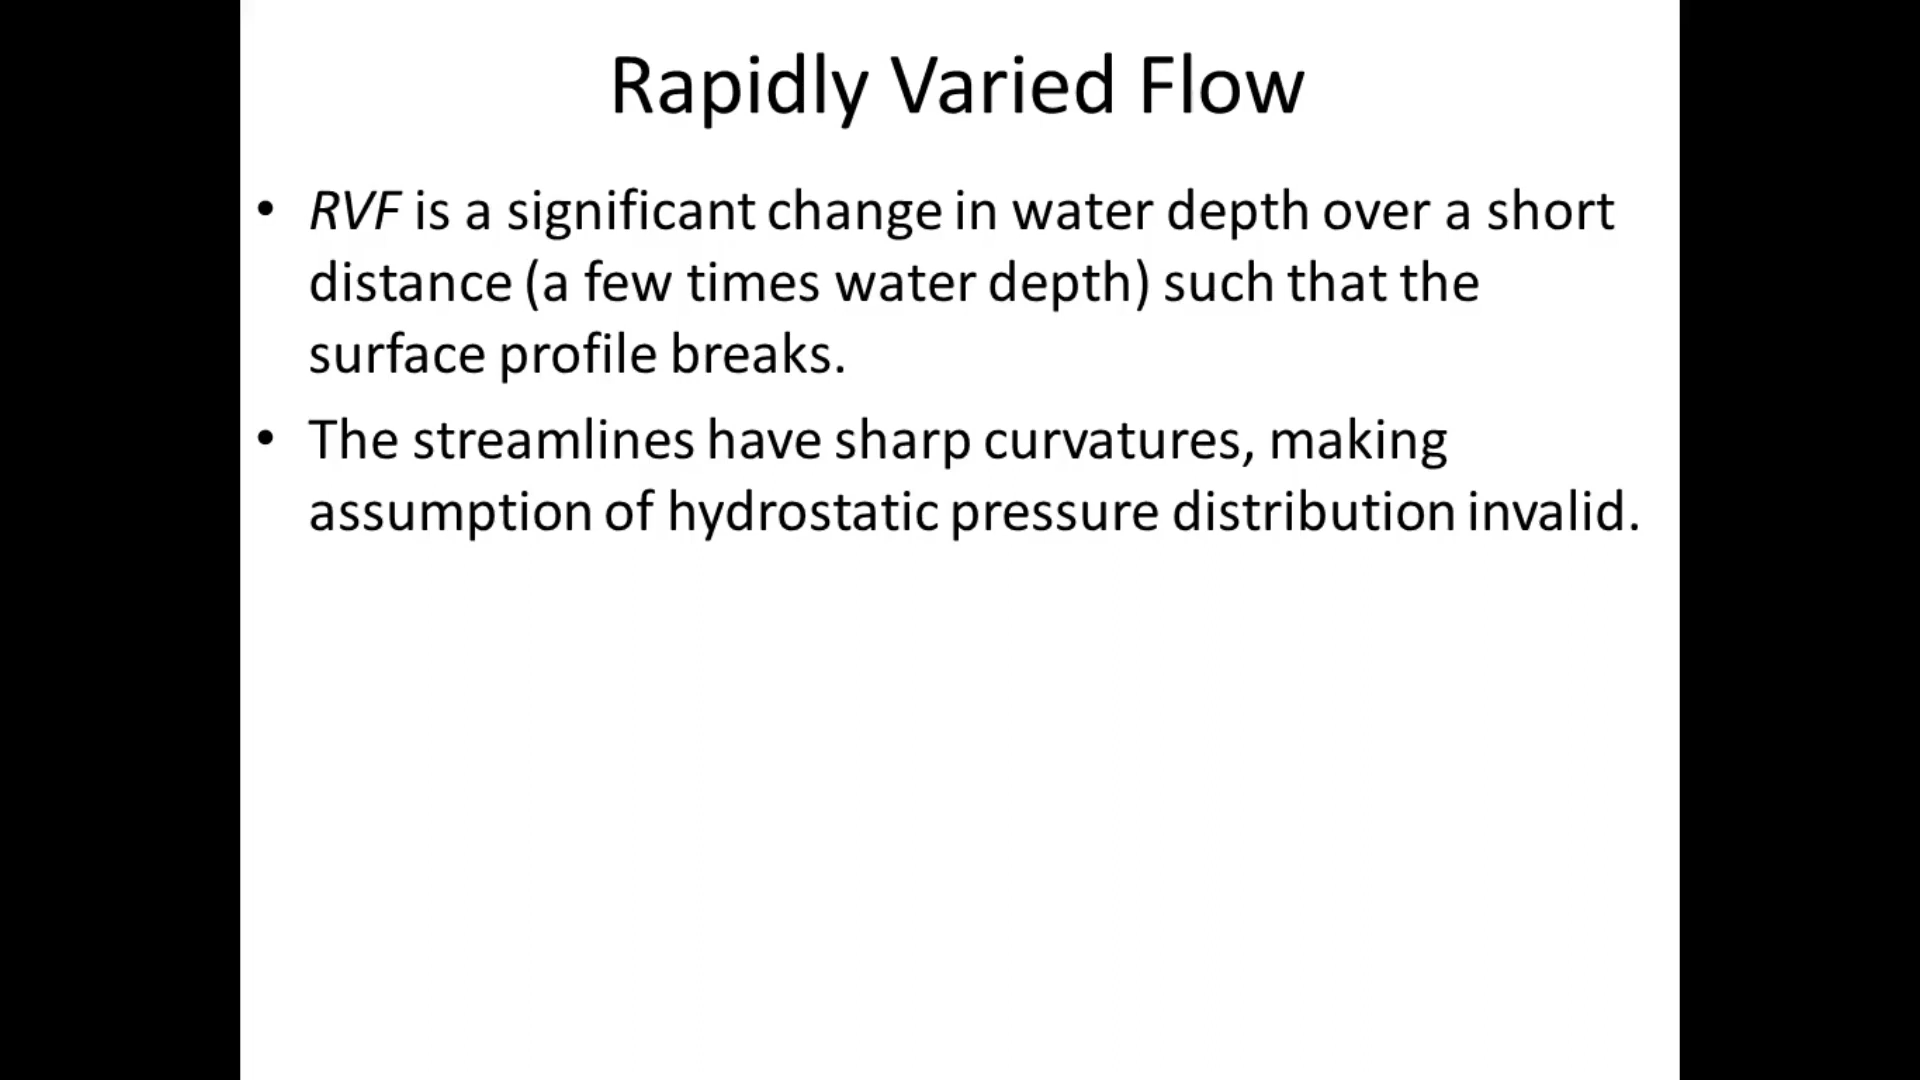 Rapidly Varied Flow
• RVF is a significant change in water depth over a short
distance (a few times water depth) such that the
surface profile breaks.
• The streamlines have sharp curvatures, making
assumption of hydrostatic pressure distribution invalid.